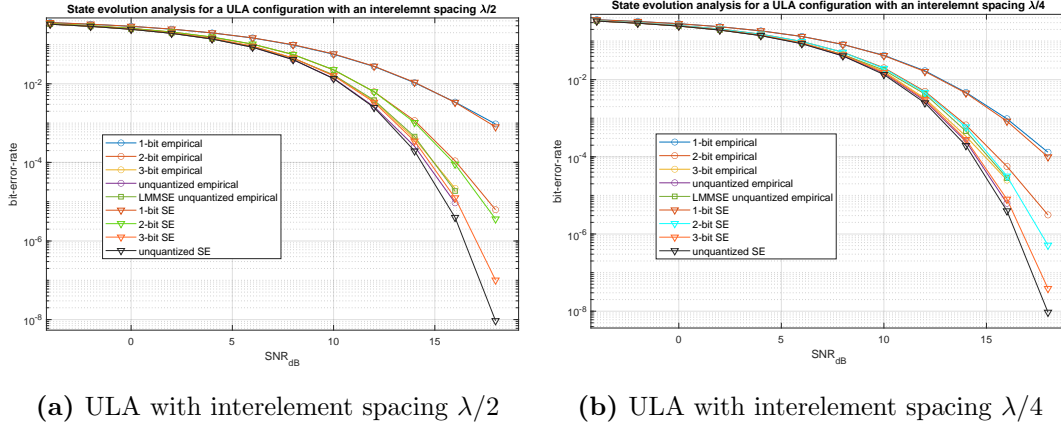 State evolution analysis for a ULA configuration with an interelemnt spacing λ/2
bit-error-rate
10^-2
10^-4
10^-6
10^-8
1-bit empirical
2-bit empirical
3-bit empirical
unquantized empirical
LMMSE unquantized empirical
1-bit SE
2-bit SE
3-bit SE
unquantized SE
0
5
10
15
SNR_dB
(a) ULA with interelement spacing λ/2
State evolution analysis for a ULA configuration with an interelemnt spacing λ/4
bit-error-rate
10^-2
10^-4
10^-6
10^-8
1-bit empirical
2-bit empirical
3-bit empirical
unquantized empirical
LMMSE unquantized empirical
1-bit SE
2-bit SE
3-bit SE
unquantized SE
0
5
10
15
SNR_dB
(b) ULA with interelement spacing λ/4